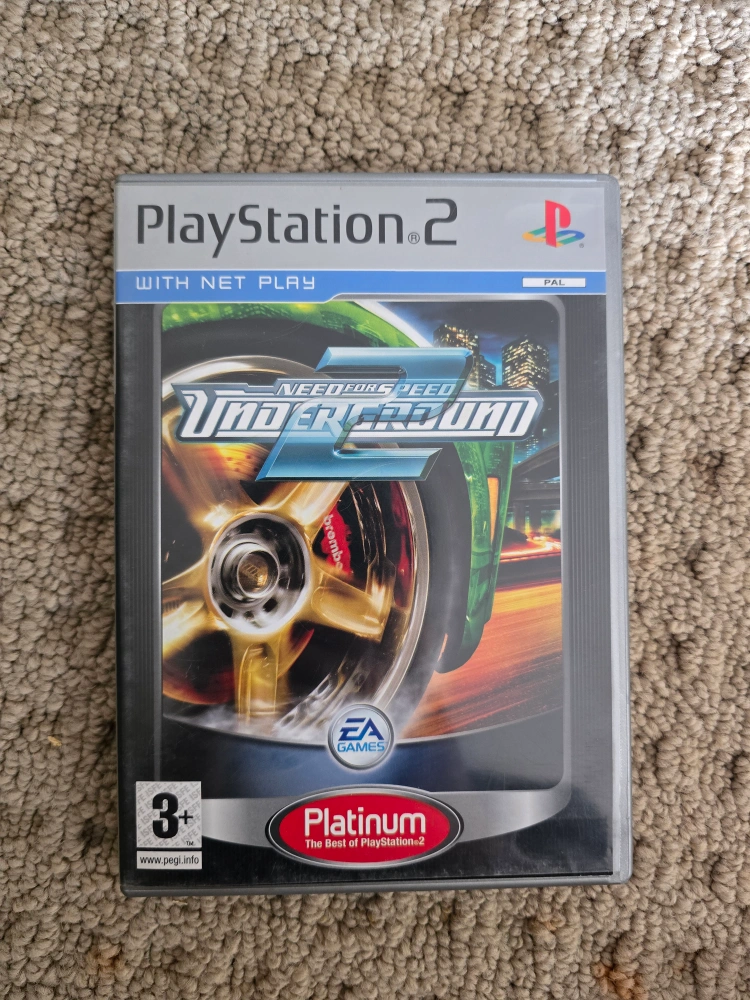 PlayStation®2
WITH NET PLAY
PAL
2
NEED FOR SPEED
UNDERGROUND
brembo
EA
GAMES
3+
TM
www.pegi.info
Platinum
The Best of PlayStation®2